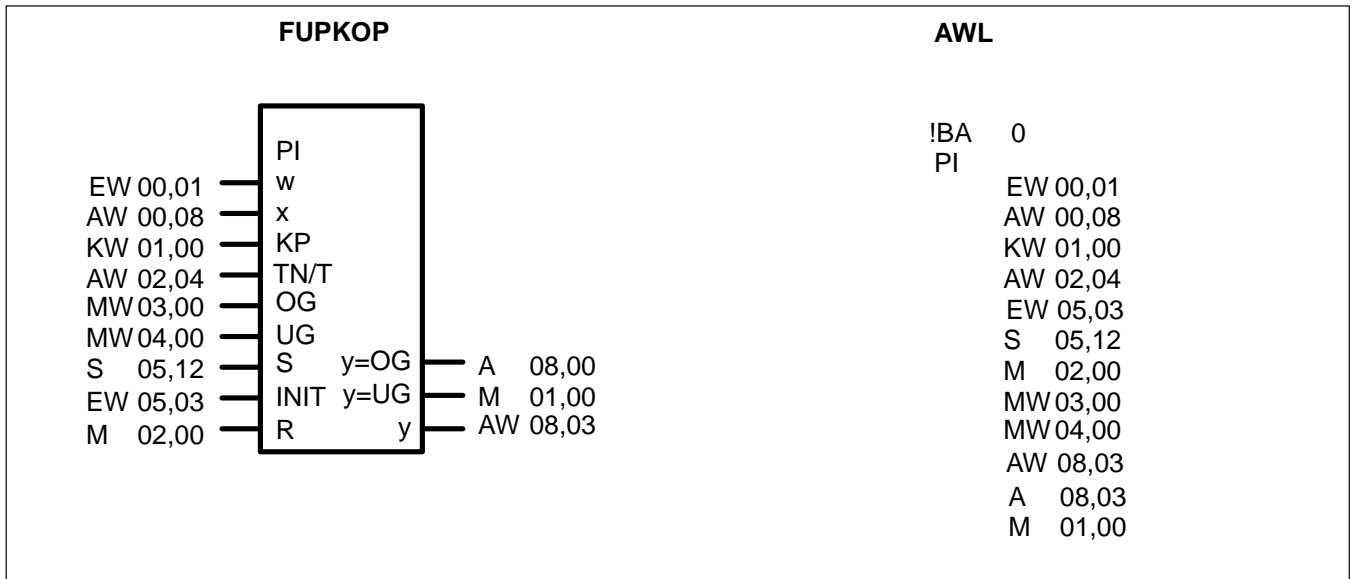 FUPKOP
PI
EW 00,01 w
AW 00,08 x
KW 01,00 KP
AW 02,04 TN/T
MW 03,00 OG
MW 04,00 UG
S 05,12 S y=OG A 08,00
EW 05,03 INIT y=UG M 01,00
M 02,00 R y AW 08,03
AWL
!BA 0
PI
EW 00,01
AW 00,08
KW 01,00
AW 02,04
EW 05,03
S 05,12
M 02,00
MW 03,00
MW 04,00
AW 08,03
A 08,03
M 01,00